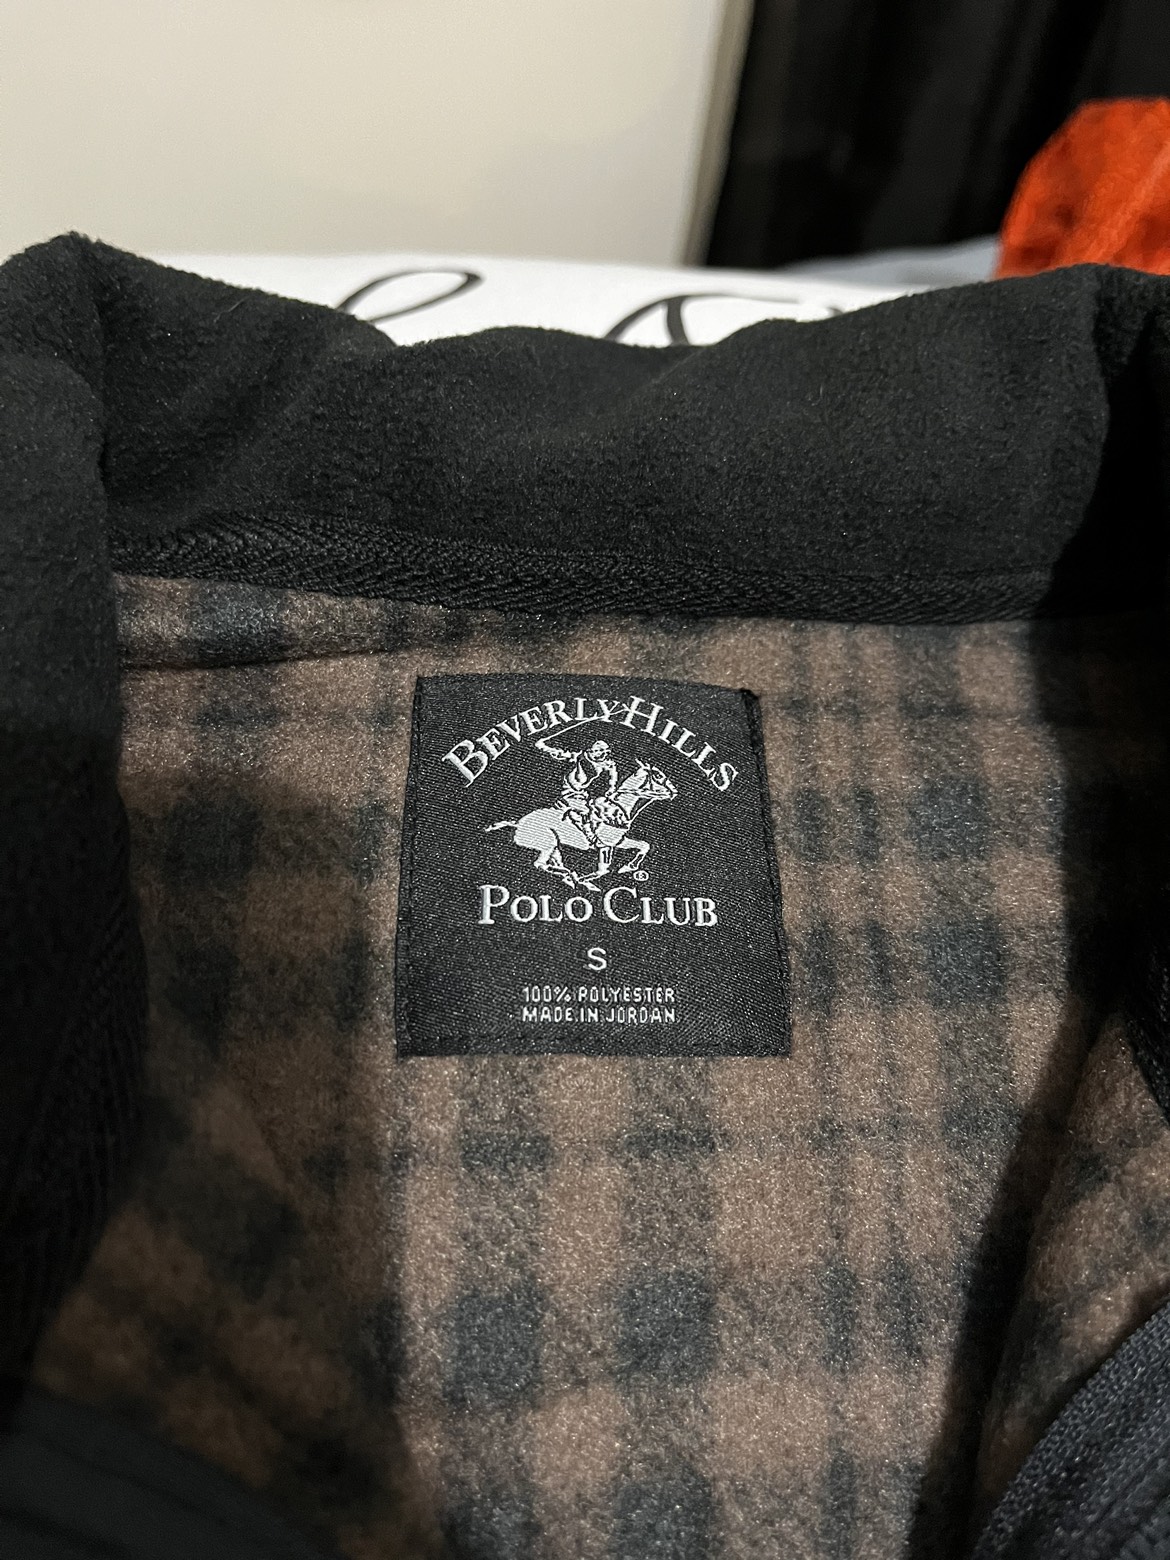 BEVERLY HILLS
POLO CLUB
S
100% POLYESTER
MADE IN JORDAN